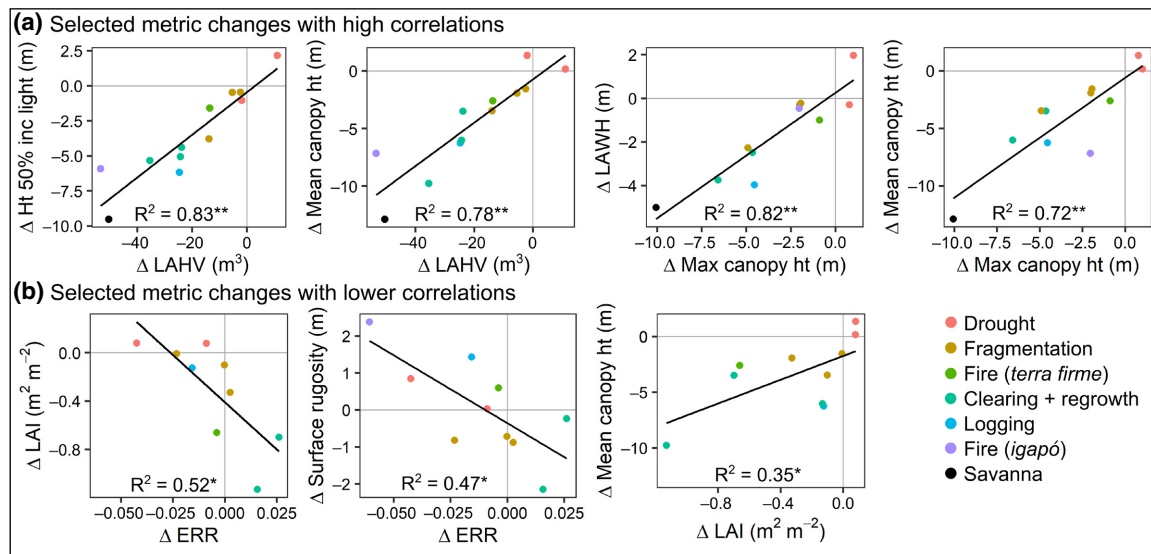 (a) Selected metric changes with high correlations
Δ Ht 50% inc light (m)
2.5
0.0
−2.5
−5.0
−7.5
−10.0
R² = 0.83**
−40 −20 0
Δ LAHV (m³)
Δ Mean canopy ht (m)
0
−5
−10
R² = 0.78**
−40 −20 0
Δ LAHV (m³)
Δ LAWH (m)
2
0
−2
−4
R² = 0.82**
−10.0 −7.5 −5.0 −2.5 0.0
Δ Max canopy ht (m)
Δ Mean canopy ht (m)
0
−5
−10
R² = 0.72**
−10.0 −7.5 −5.0 −2.5 0.0
Δ Max canopy ht (m)
(b) Selected metric changes with lower correlations
Δ LAI (m² m⁻²)
0.0
−0.4
−0.8
R² = 0.52*
−0.050 −0.025 0.000 0.025
Δ ERR
Δ Surface rugosity (m)
2
1
0
−1
−2
R² = 0.47*
−0.050 −0.025 0.000 0.025
Δ ERR
Δ Mean canopy ht (m)
0
−5
−10
R² = 0.35*
−0.8 −0.4 0.0
Δ LAI (m² m⁻²)
Drought
Fragmentation
Fire (terra firme)
Clearing + regrowth
Logging
Fire (igapó)
Savanna